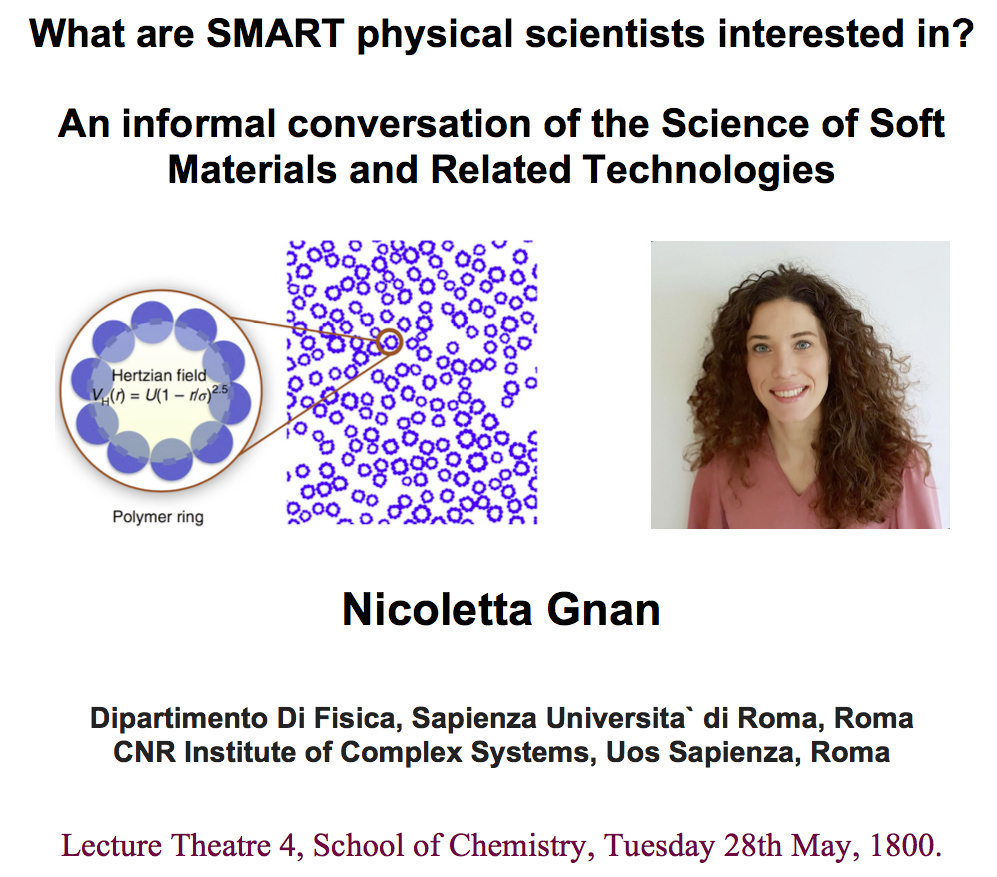 What are SMART physical scientists interested in?
An informal conversation of the Science of Soft
Materials and Related Technologies
Hertzian field
V_H(r) = U(1 − r/σ)^2.5
Polymer ring
Nicoletta Gnan
Dipartimento Di Fisica, Sapienza Universita` di Roma, Roma
CNR Institute of Complex Systems, Uos Sapienza, Roma
Lecture Theatre 4, School of Chemistry, Tuesday 28th May, 1800.